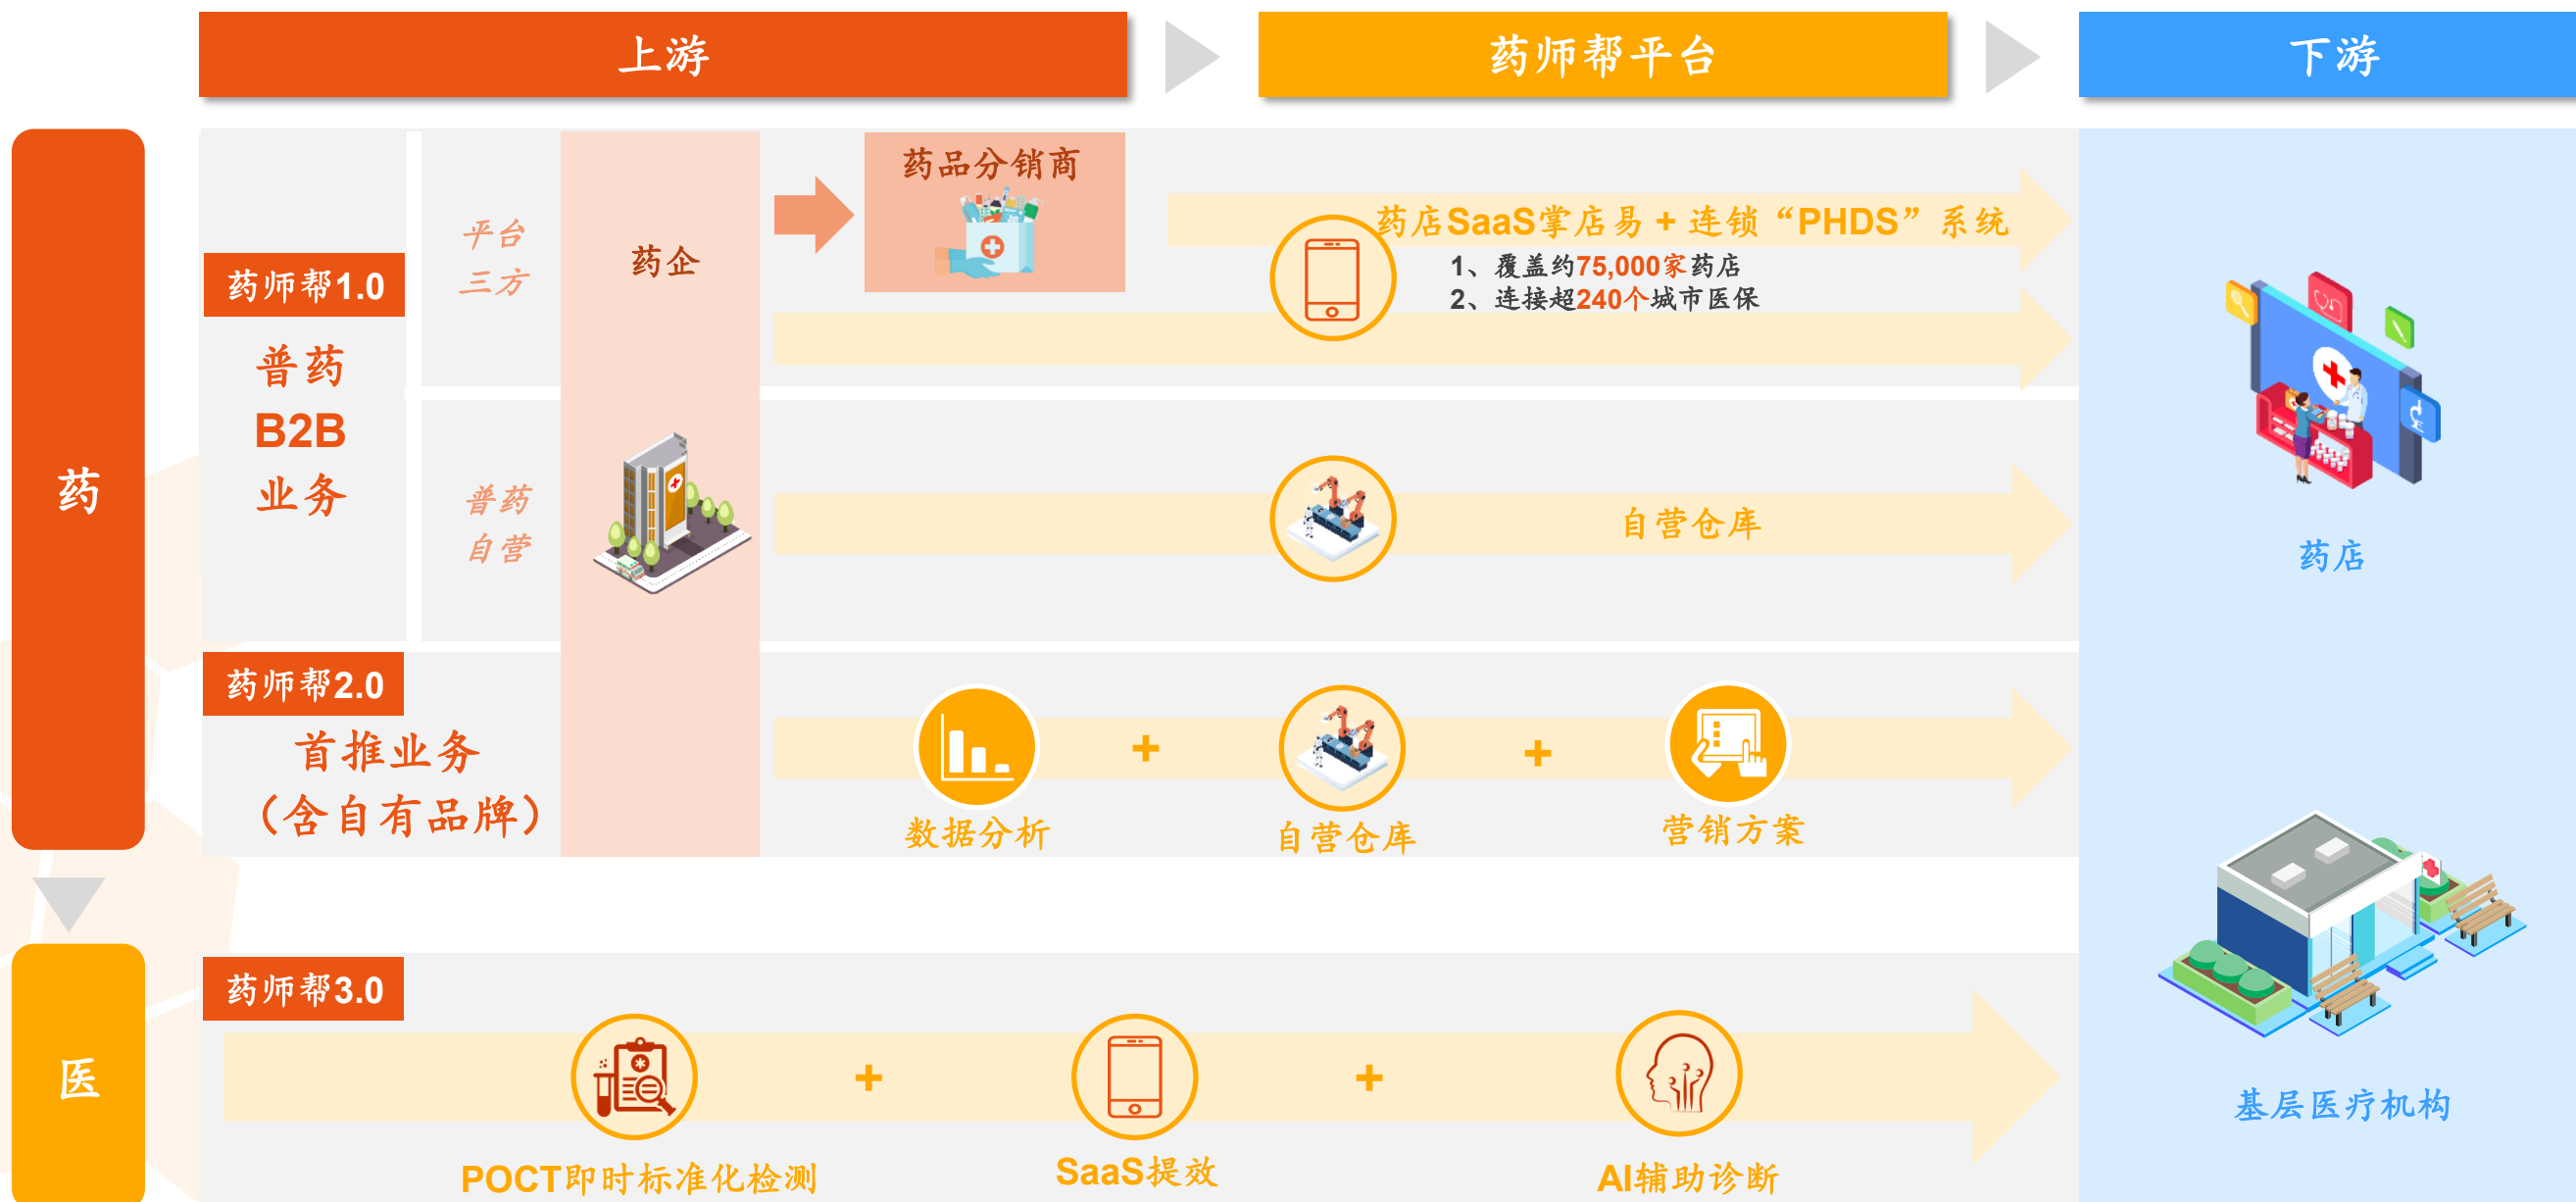 上游
药师帮平台
下游
药
药师帮1.0
普药
B2B
业务
平台
三方
药企
药品分销商
药店SaaS掌店易 + 连锁“PHDS”系统
1、覆盖约75,000家药店
2、连接超240个城市医保
普药
自营
自营仓库
药店
药师帮2.0
首推业务
（含自有品牌）
+
+
数据分析
自营仓库
营销方案
医
药师帮3.0
+
+
POCT即时标准化检测
SaaS提效
AI辅助诊断
基层医疗机构